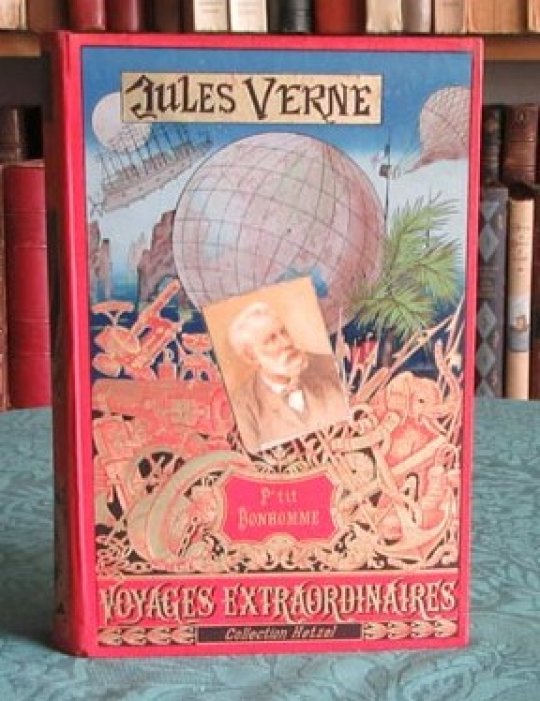 JULES VERNE
P'tit
BONHOMME
VOYAGES EXTRAORDINAIRES
Collection Hetzel